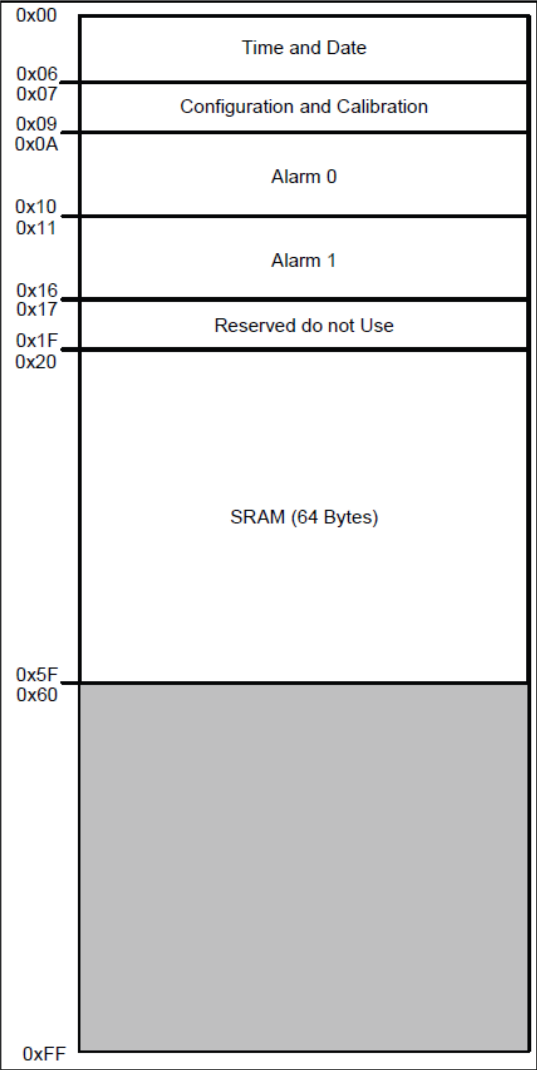 0x00
Time and Date
0x06
0x07
Configuration and Calibration
0x09
0x0A
Alarm 0
0x10
0x11
Alarm 1
0x16
0x17
Reserved do not Use
0x1F
0x20
SRAM (64 Bytes)
0x5F
0x60
0xFF